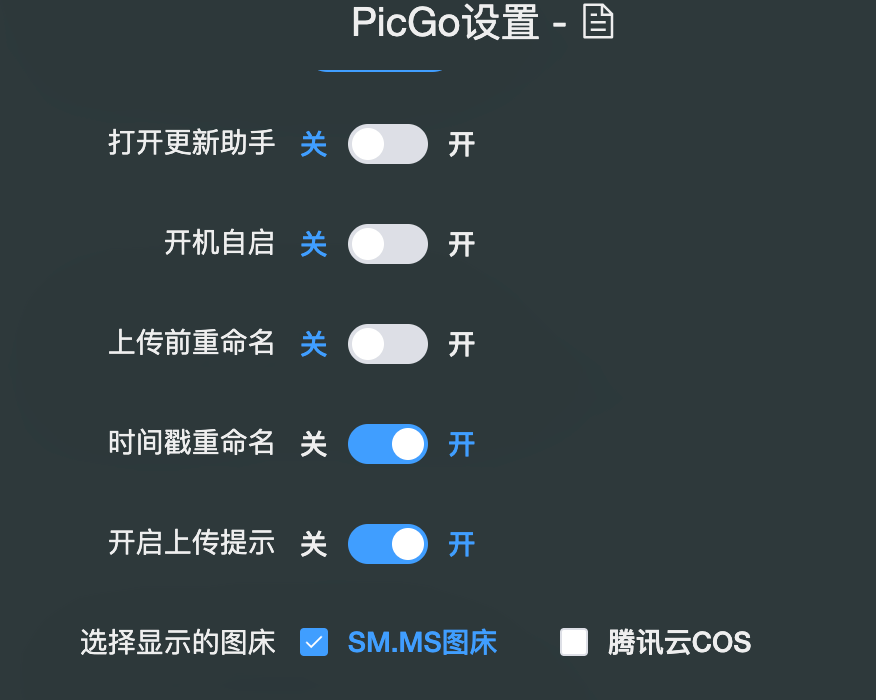 PicGo设置 -
打开更新助手 关 开
开机自启 关 开
上传前重命名 关 开
时间戳重命名 关 开
开启上传提示 关 开
选择显示的图床 SM.MS图床 腾讯云COS